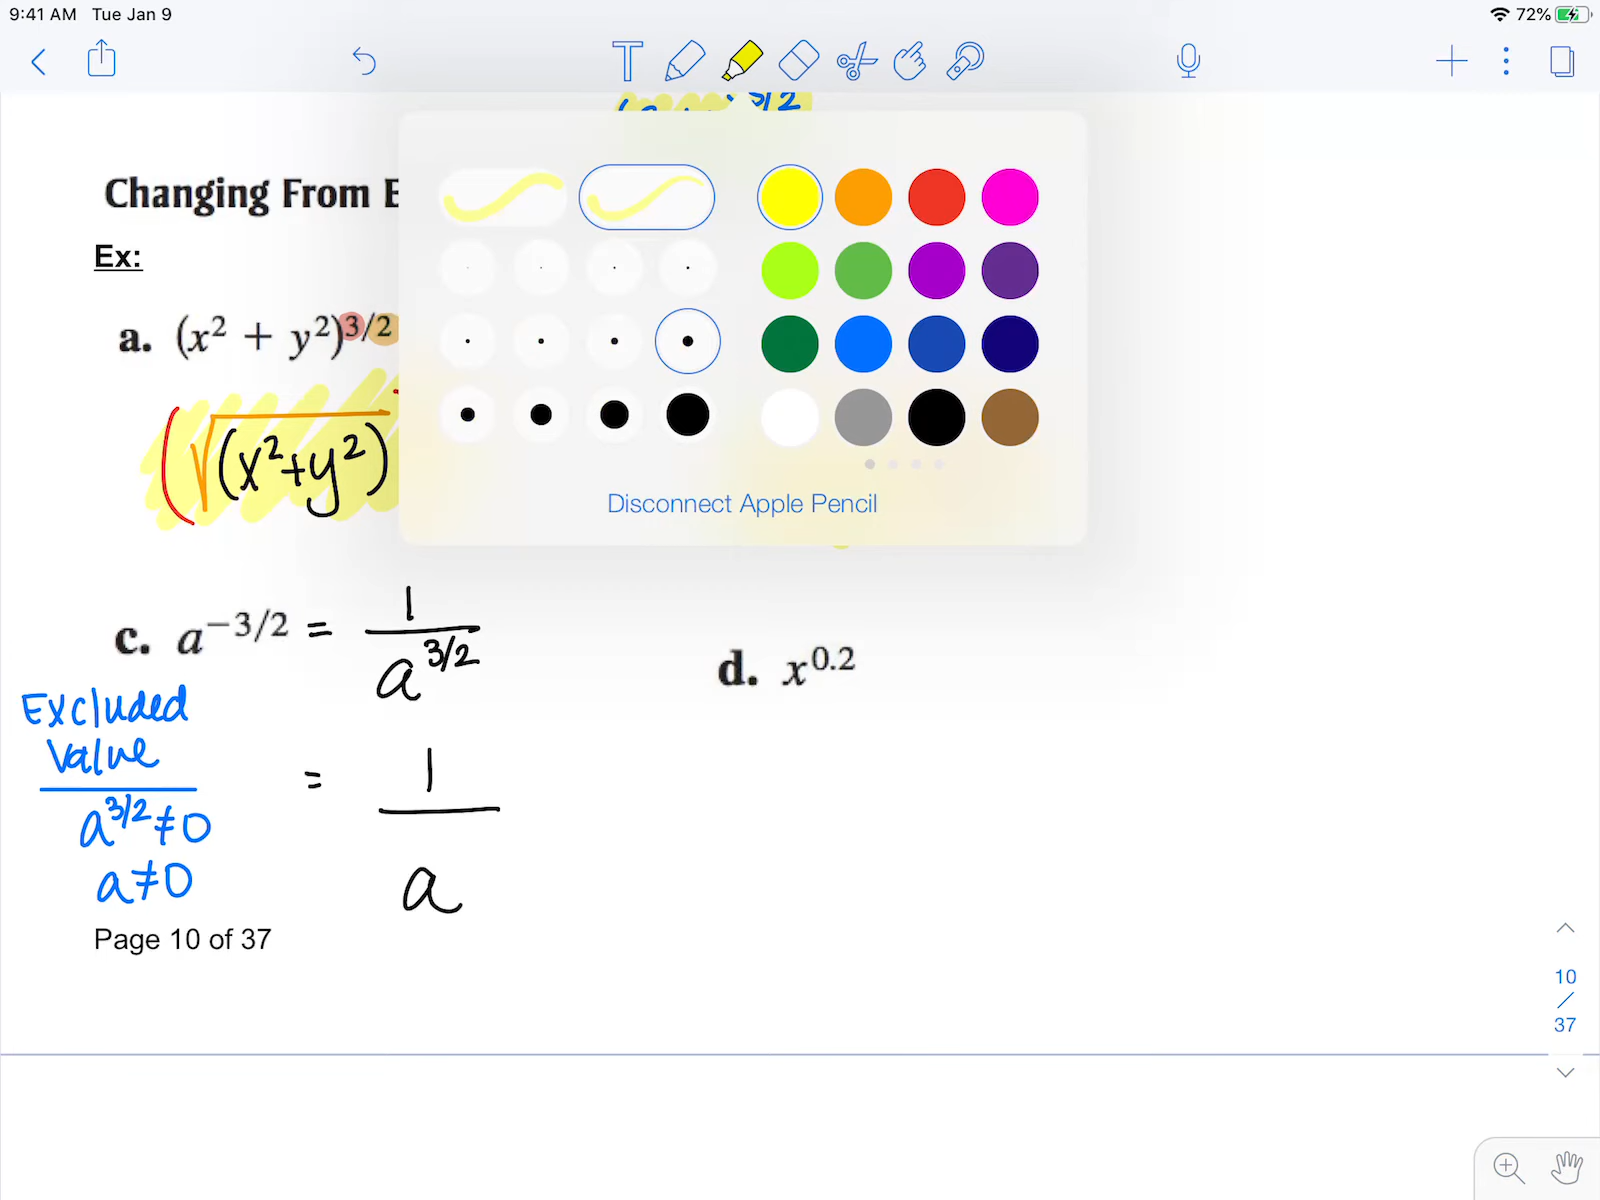 9:41 AM Tue Jan 9
72%
3/2
Changing From E
Ex:
a. (x² + y²)^3/2
(√(x²+y²)
Disconnect Apple Pencil
c. a^−3/2 = 1/a^3/2
d. x^0.2
Excluded
Value
a^3/2≠0
a≠0
= 1/a
Page 10 of 37
10
/
37